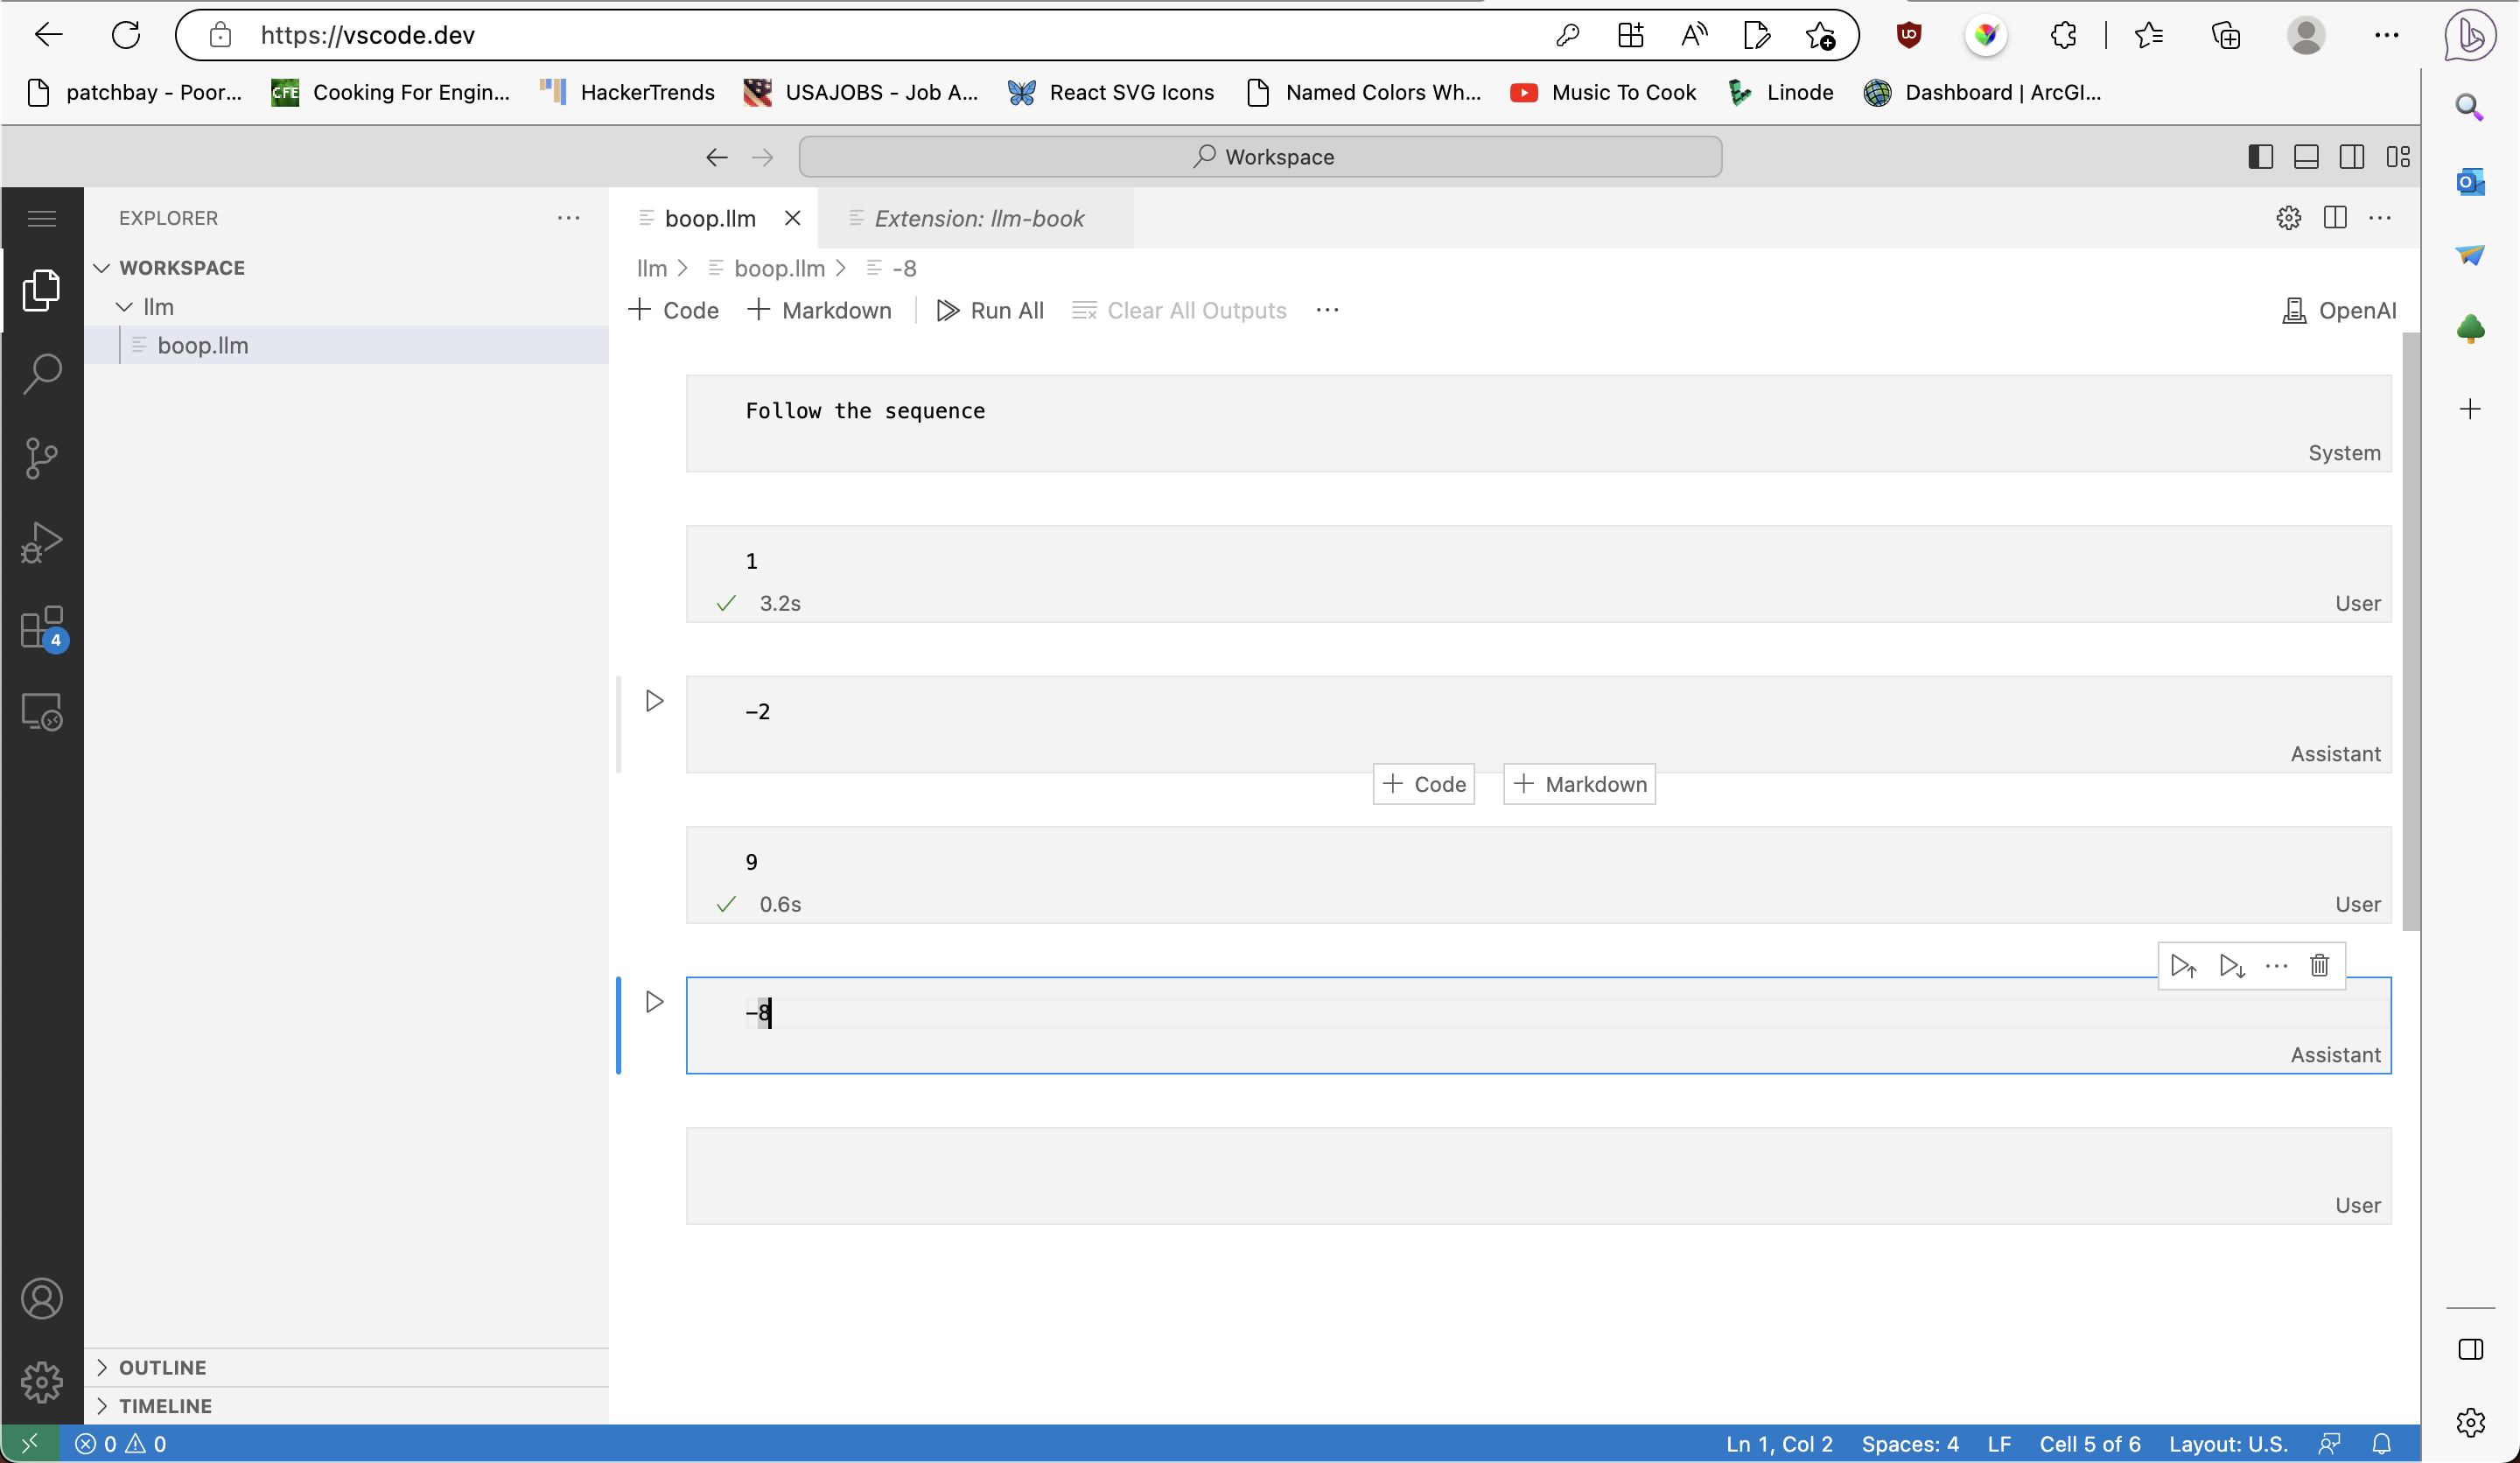 https://vscode.dev
patchbay - Poor... CFE Cooking For Engin... HackerTrends USAJOBS - Job A... React SVG Icons Named Colors Wh... Music To Cook Linode Dashboard | ArcGI...
Workspace
EXPLORER
WORKSPACE
llm
boop.llm
boop.llm Extension: llm-book
llm > boop.llm > -8
Code Markdown Run All Clear All Outputs ... OpenAI
Follow the sequence
System
1
3.2s User
-2
Assistant
Code Markdown
9
0.6s User
-8
Assistant
User
4
OUTLINE
TIMELINE
0 0 Ln 1, Col 2 Spaces: 4 LF Cell 5 of 6 Layout: U.S.